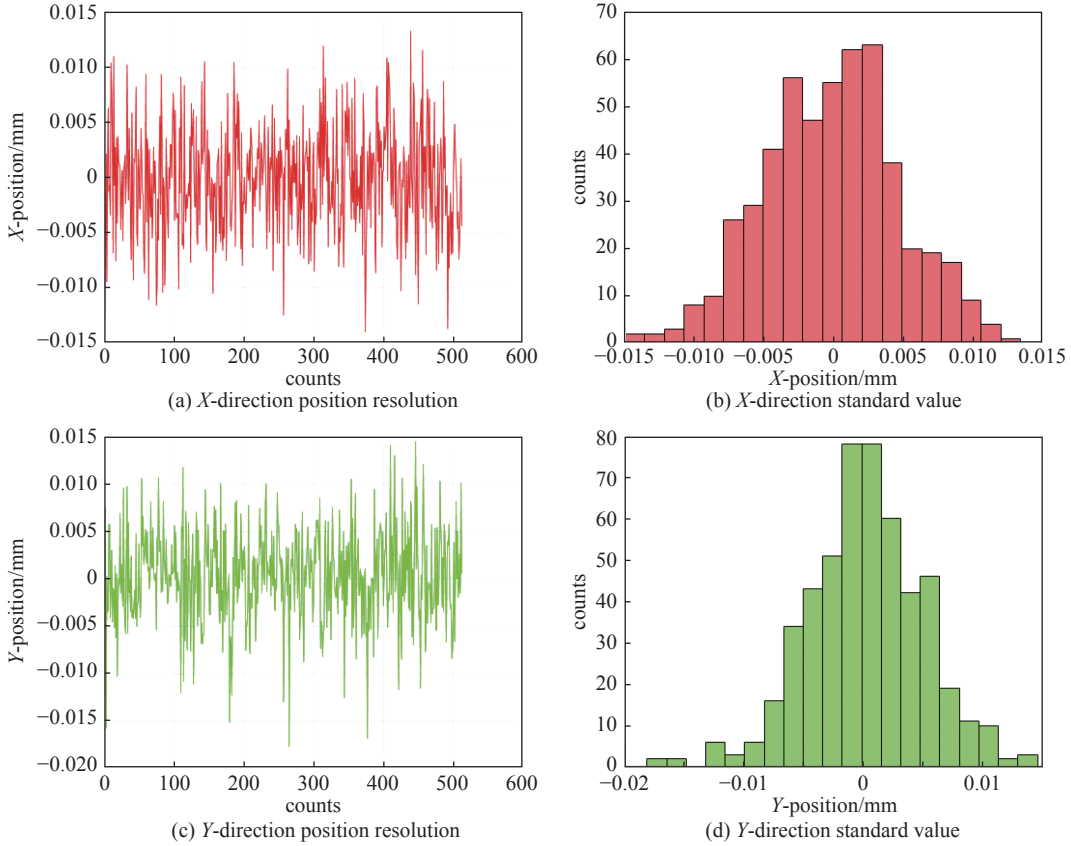 0.015
0.010
0.005
0
−0.005
−0.010
−0.015
X-position/mm
0 100 200 300 400 500 600
counts
(a) X-direction position resolution
70
60
50
40
30
20
10
0
counts
−0.015 −0.010 −0.005 0 0.005 0.010 0.015
X-position/mm
(b) X-direction standard value
0.015
0.010
0.005
0
−0.005
−0.010
−0.015
−0.020
Y-position/mm
0 100 200 300 400 500 600
counts
(c) Y-direction position resolution
80
70
60
50
40
30
20
10
0
counts
−0.02 −0.01 0 0.01
Y-position/mm
(d) Y-direction standard value